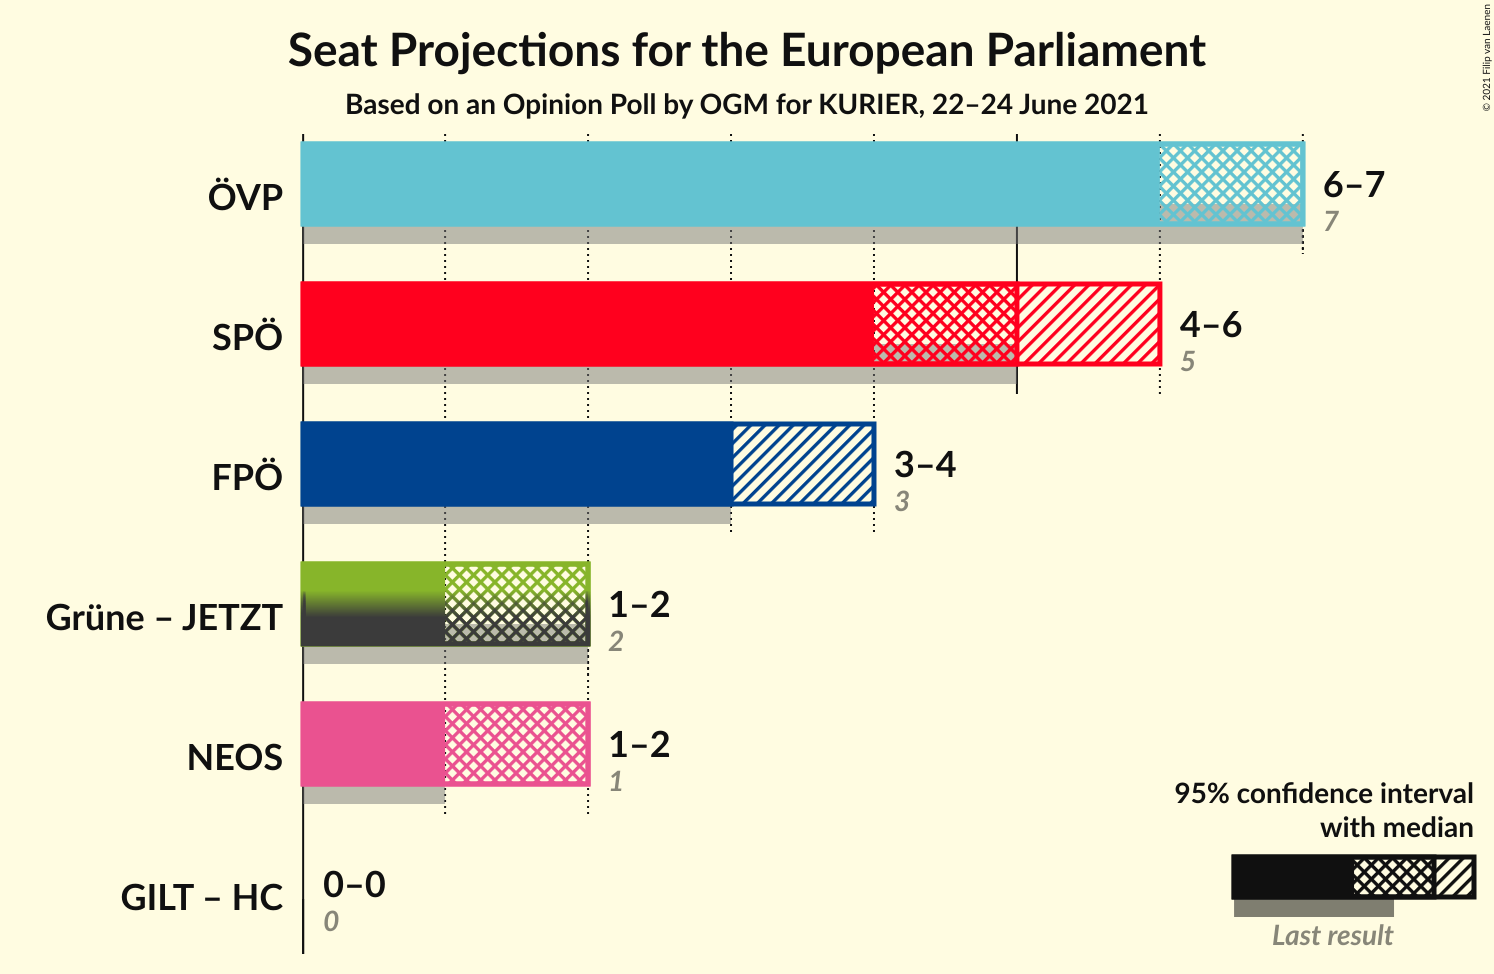 Seat Projections for the European Parliament
Based on an Opinion Poll by OGM for KURIER, 22–24 June 2021
© 2021 Filip van Laenen
ÖVP
6–7
7
SPÖ
4–6
5
FPÖ
3–4
3
Grüne – JETZT
1–2
2
NEOS
1–2
1
GILT – HC
0–0
0
95% confidence interval
with median
Last result